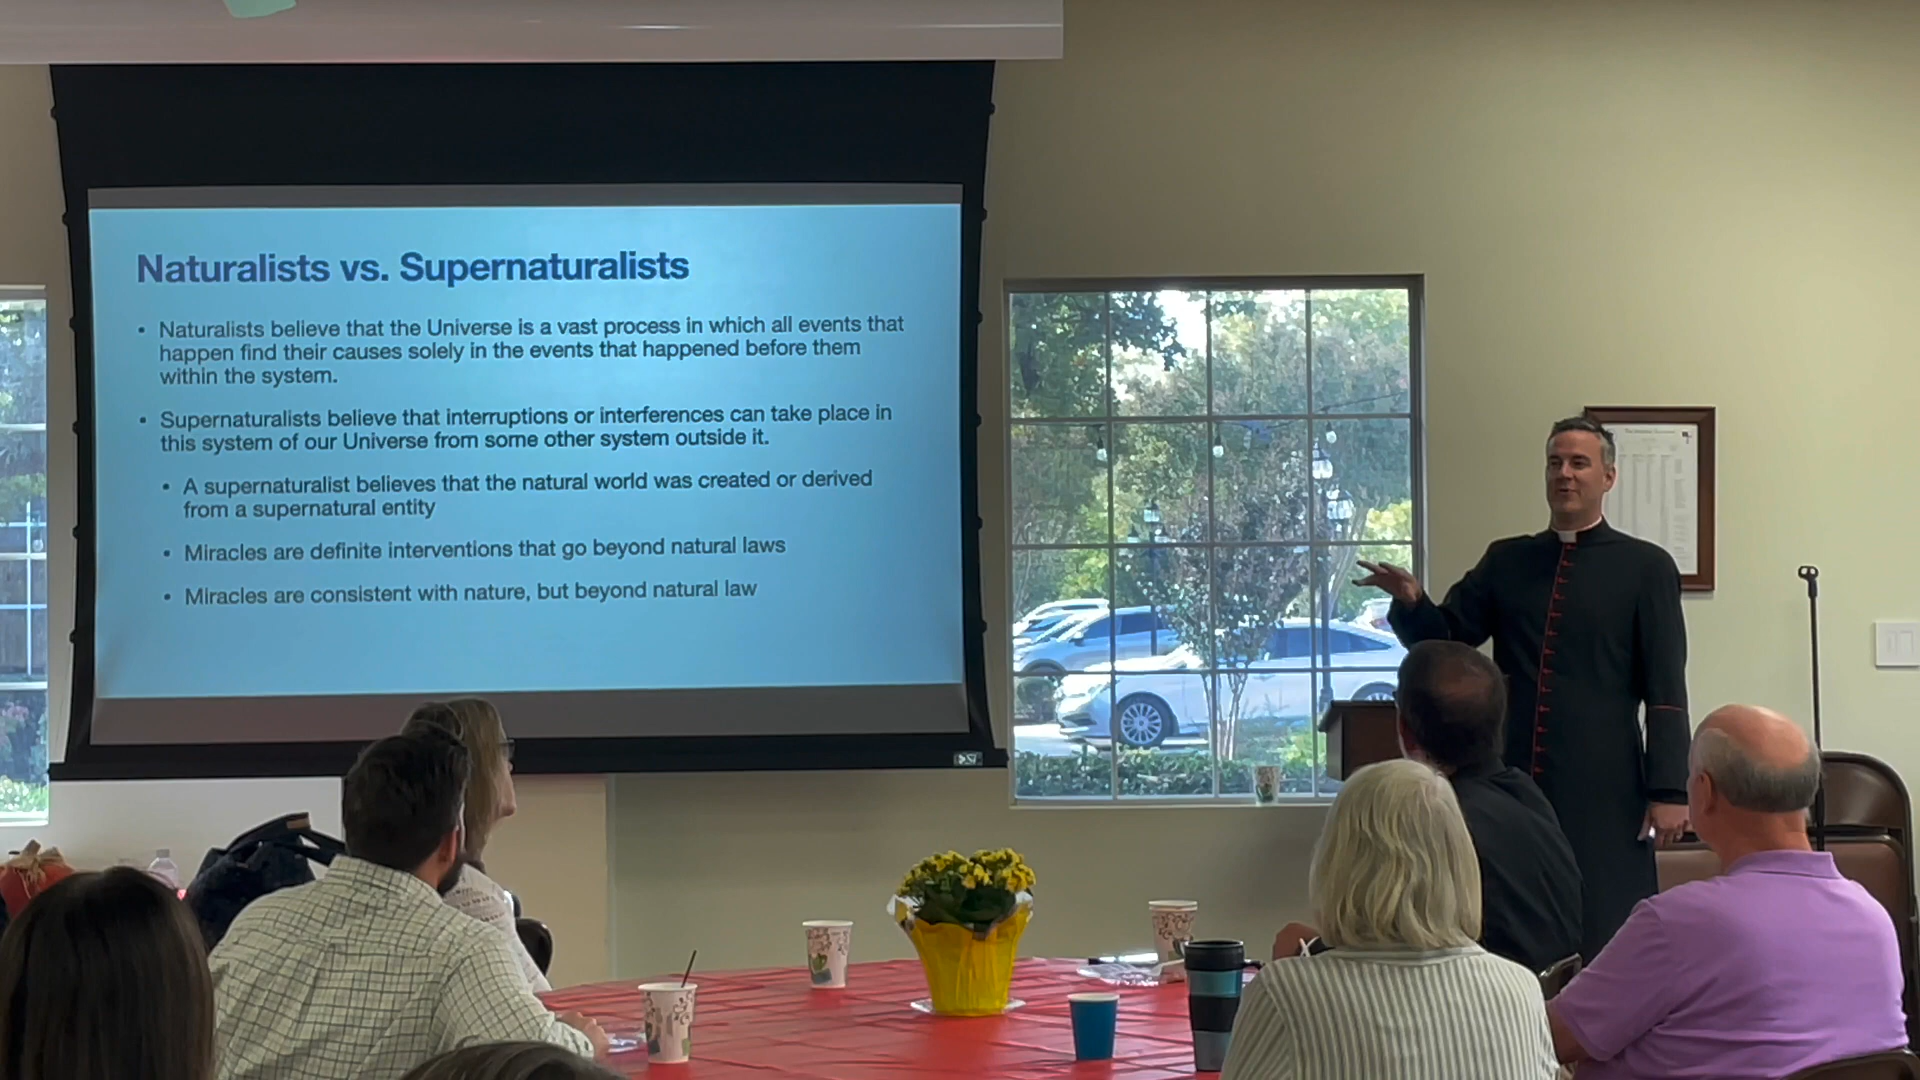 Naturalists vs. Supernaturalists
• Naturalists believe that the Universe is a vast process in which all events that
happen find their causes solely in the events that happened before them
within the system.
• Supernaturalists believe that interruptions or interferences can take place in
this system of our Universe from some other system outside it.
• A supernaturalist believes that the natural world was created or derived
from a supernatural entity
• Miracles are definite interventions that go beyond natural laws
• Miracles are consistent with nature, but beyond natural law